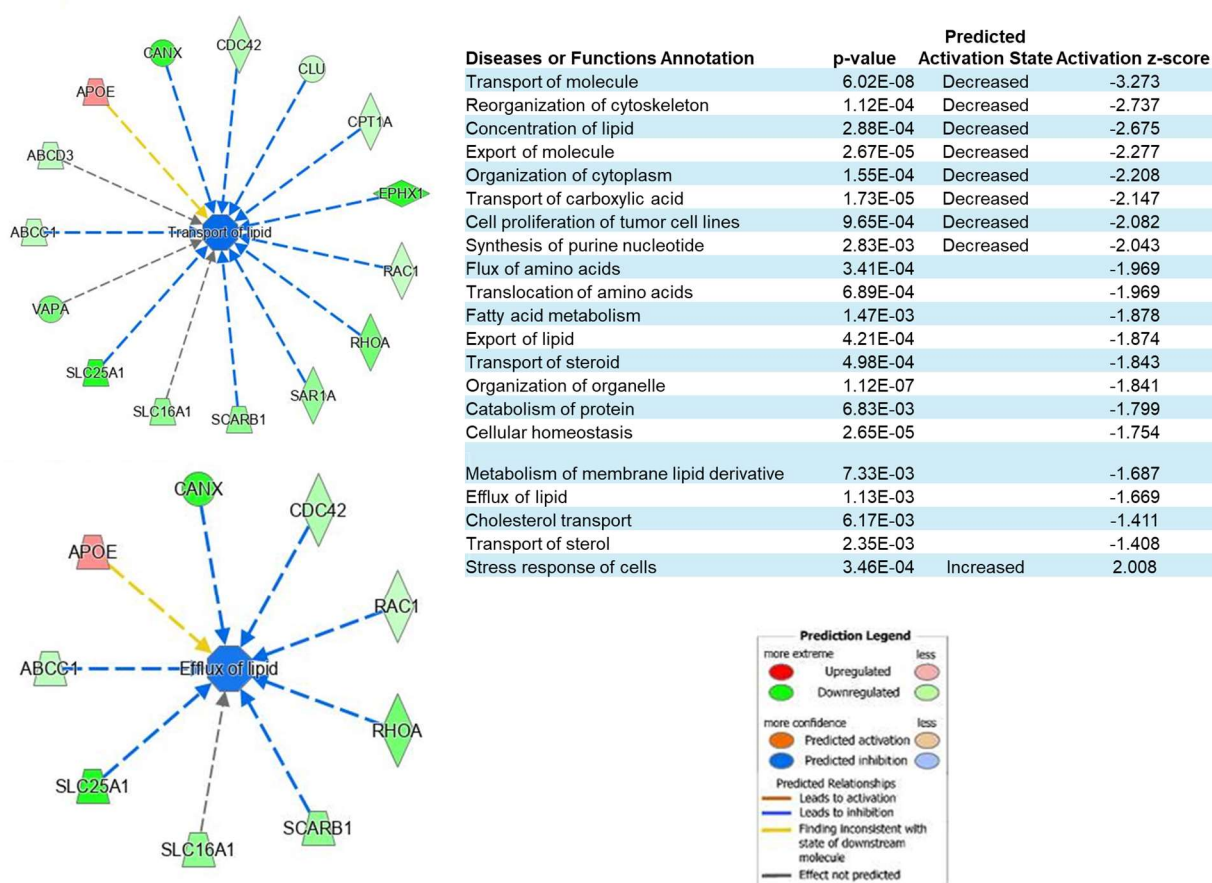 CANX
CDC42
CLU
APOE
CPT1A
ABCD3
EPHX1
ABCC1
Transport of lipid
RAC1
VAPA
RHOA
SLC25A1
SAR1A
SLC16A1
SCARB1
CANX
CDC42
APOE
RAC1
ABCC1
Efflux of lipid
RHOA
SLC25A1
SCARB1
SLC16A1
Predicted
Diseases or Functions Annotation p-value Activation State Activation z-score
Transport of molecule 6.02E-08 Decreased -3.273
Reorganization of cytoskeleton 1.12E-04 Decreased -2.737
Concentration of lipid 2.88E-04 Decreased -2.675
Export of molecule 2.67E-05 Decreased -2.277
Organization of cytoplasm 1.55E-04 Decreased -2.208
Transport of carboxylic acid 1.73E-05 Decreased -2.147
Cell proliferation of tumor cell lines 9.65E-04 Decreased -2.082
Synthesis of purine nucleotide 2.83E-03 Decreased -2.043
Flux of amino acids 3.41E-04 -1.969
Translocation of amino acids 6.89E-04 -1.969
Fatty acid metabolism 1.47E-03 -1.878
Export of lipid 4.21E-04 -1.874
Transport of steroid 4.98E-04 -1.843
Organization of organelle 1.12E-07 -1.841
Catabolism of protein 6.83E-03 -1.799
Cellular homeostasis 2.65E-05 -1.754
Metabolism of membrane lipid derivative 7.33E-03 -1.687
Efflux of lipid 1.13E-03 -1.669
Cholesterol transport 6.17E-03 -1.411
Transport of sterol 2.35E-03 -1.408
Stress response of cells 3.46E-04 Increased 2.008
Prediction Legend
more extreme less
Upregulated
Downregulated
more confidence less
Predicted activation
Predicted inhibition
Predicted Relationships
Leads to activation
Leads to inhibition
Finding inconsistent with
state of downstream
molecule
Effect not predicted